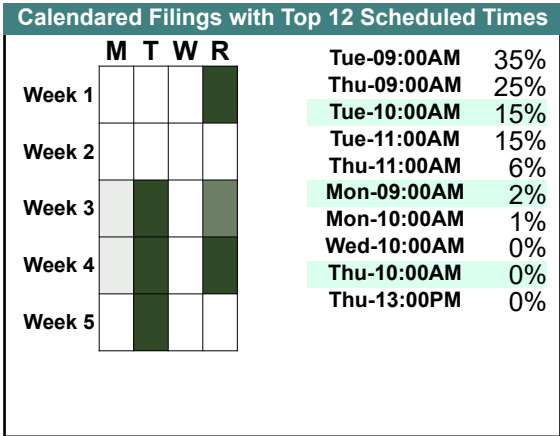 Calendared Filings with Top 12 Scheduled Times
M T W R
Week 1
Week 2
Week 3
Week 4
Week 5
Tue-09:00AM 35%
Thu-09:00AM 25%
Tue-10:00AM 15%
Tue-11:00AM 15%
Thu-11:00AM 6%
Mon-09:00AM 2%
Mon-10:00AM 1%
Wed-10:00AM 0%
Thu-10:00AM 0%
Thu-13:00PM 0%